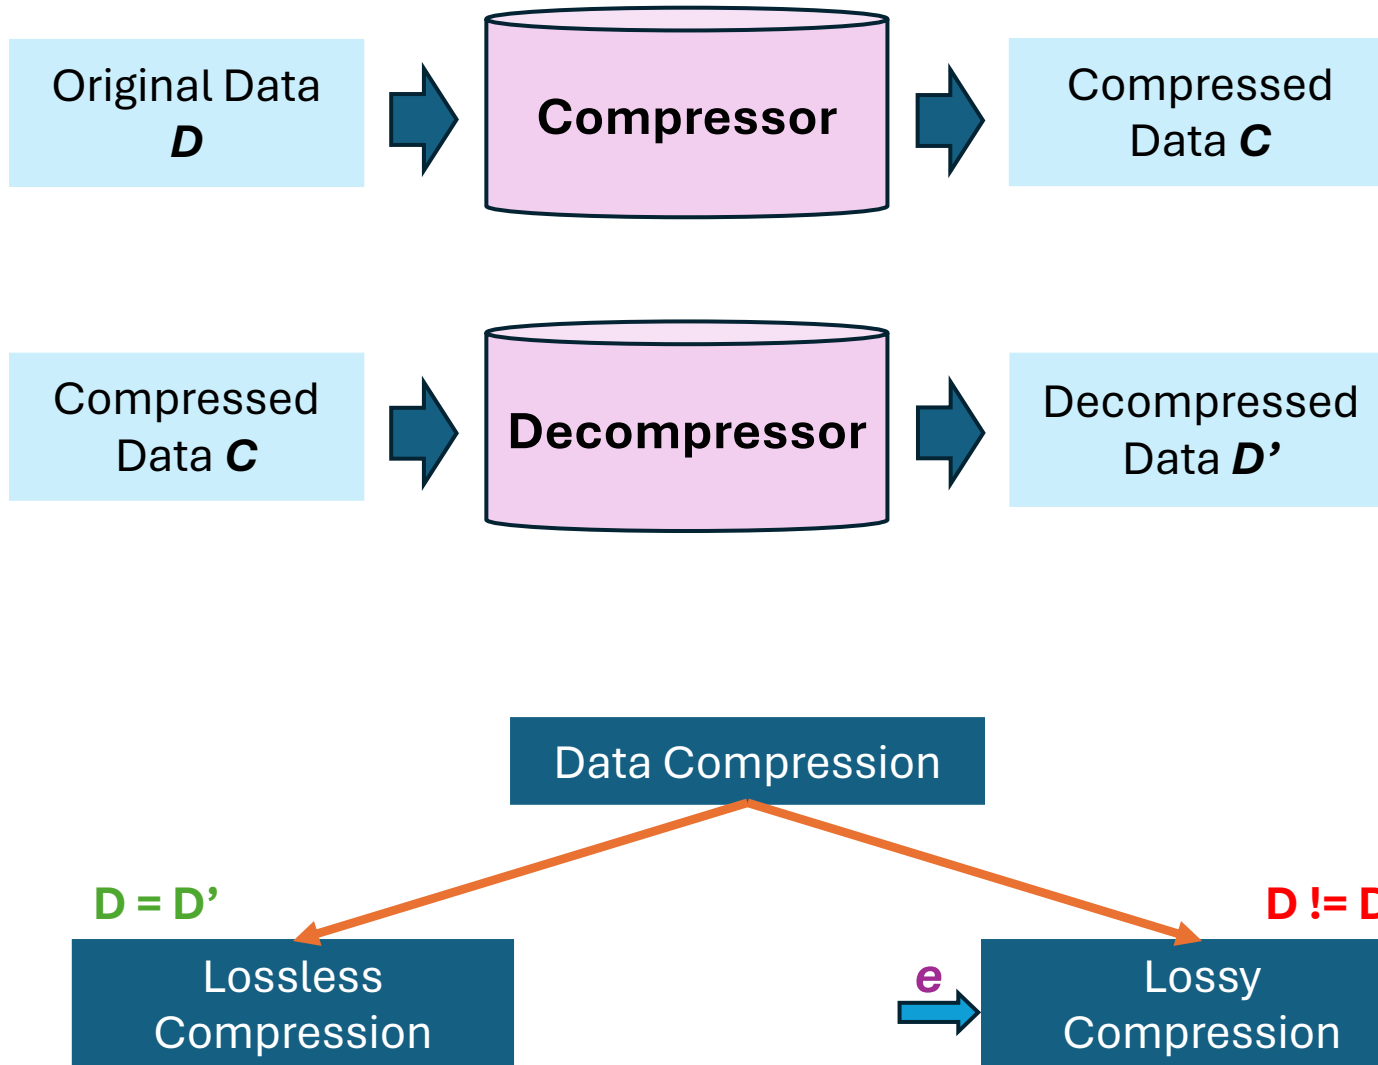 Original Data
D
Compressor
Compressed
Data C
Compressed
Data C
Decompressor
Decompressed
Data D’
Data Compression
D = D’
D != D
Lossless
Compression
e
Lossy
Compression